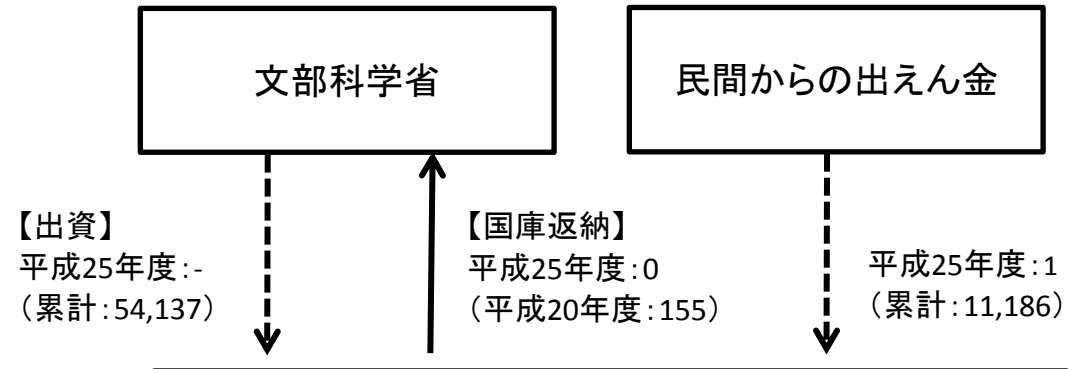 文部科学省
民間からの出えん金
【出資】
平成25年度：-
（累計：54,137）
【国庫返納】
平成25年度：0
（平成20年度：155）
平成25年度：1
（累計：11,186）